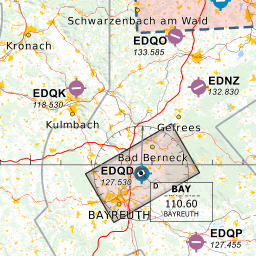 Schwarzenbach am Wald
EDQO
133.585
Kronach
EDNZ
132.830
EDQK
118.530
Kulmbach
Gefrees
Bad Berneck
EDQD
127.530
D
BAY
110.60
BAYREUTH
BAYREUTH
EDQP
127.455